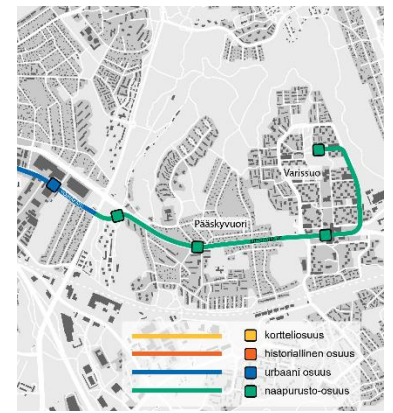 Varissuo
Pääskyvuori
kortteliosuus
historiallinen osuus
urbaani osuus
naapurusto-osuus